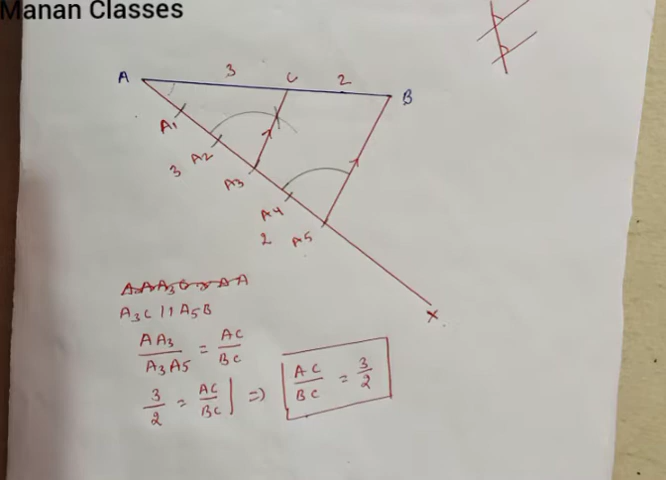 Manan Classes
A 3 C 2 B
A1
A2
3
A3
A4
2 A5
X
A3C || A5B
AA3 / A3A5 = AC / BC
3/2 = AC / BC | => AC / BC = 3/2